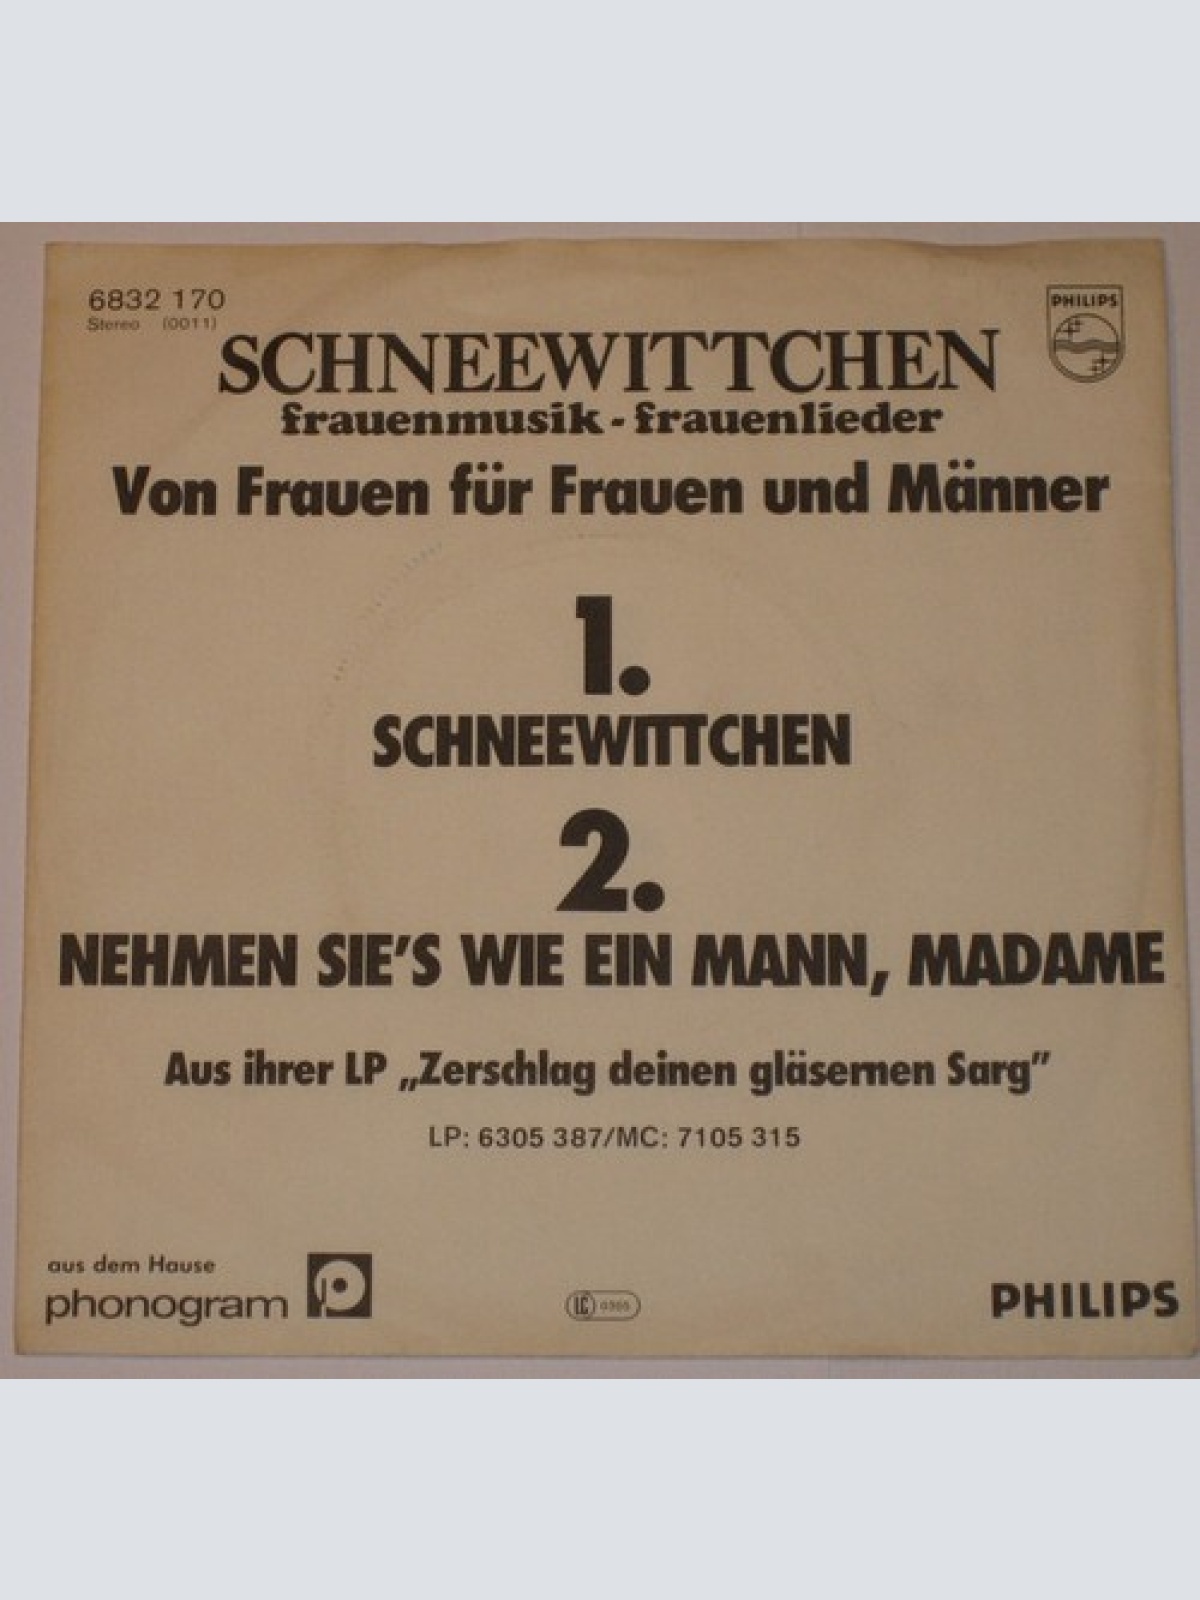 6832 170
Stereo (0011)
PHILIPS
SCHNEEWITTCHEN
frauenmusik - frauenlieder
Von Frauen für Frauen und Männer
1.
SCHNEEWITTCHEN
2.
NEHMEN SIE'S WIE EIN MANN, MADAME
Aus ihrer LP „Zerschlag deinen gläsernen Sarg”
LP: 6305 387/MC: 7105 315
aus dem Hause
phonogram
LC 0305
PHILIPS